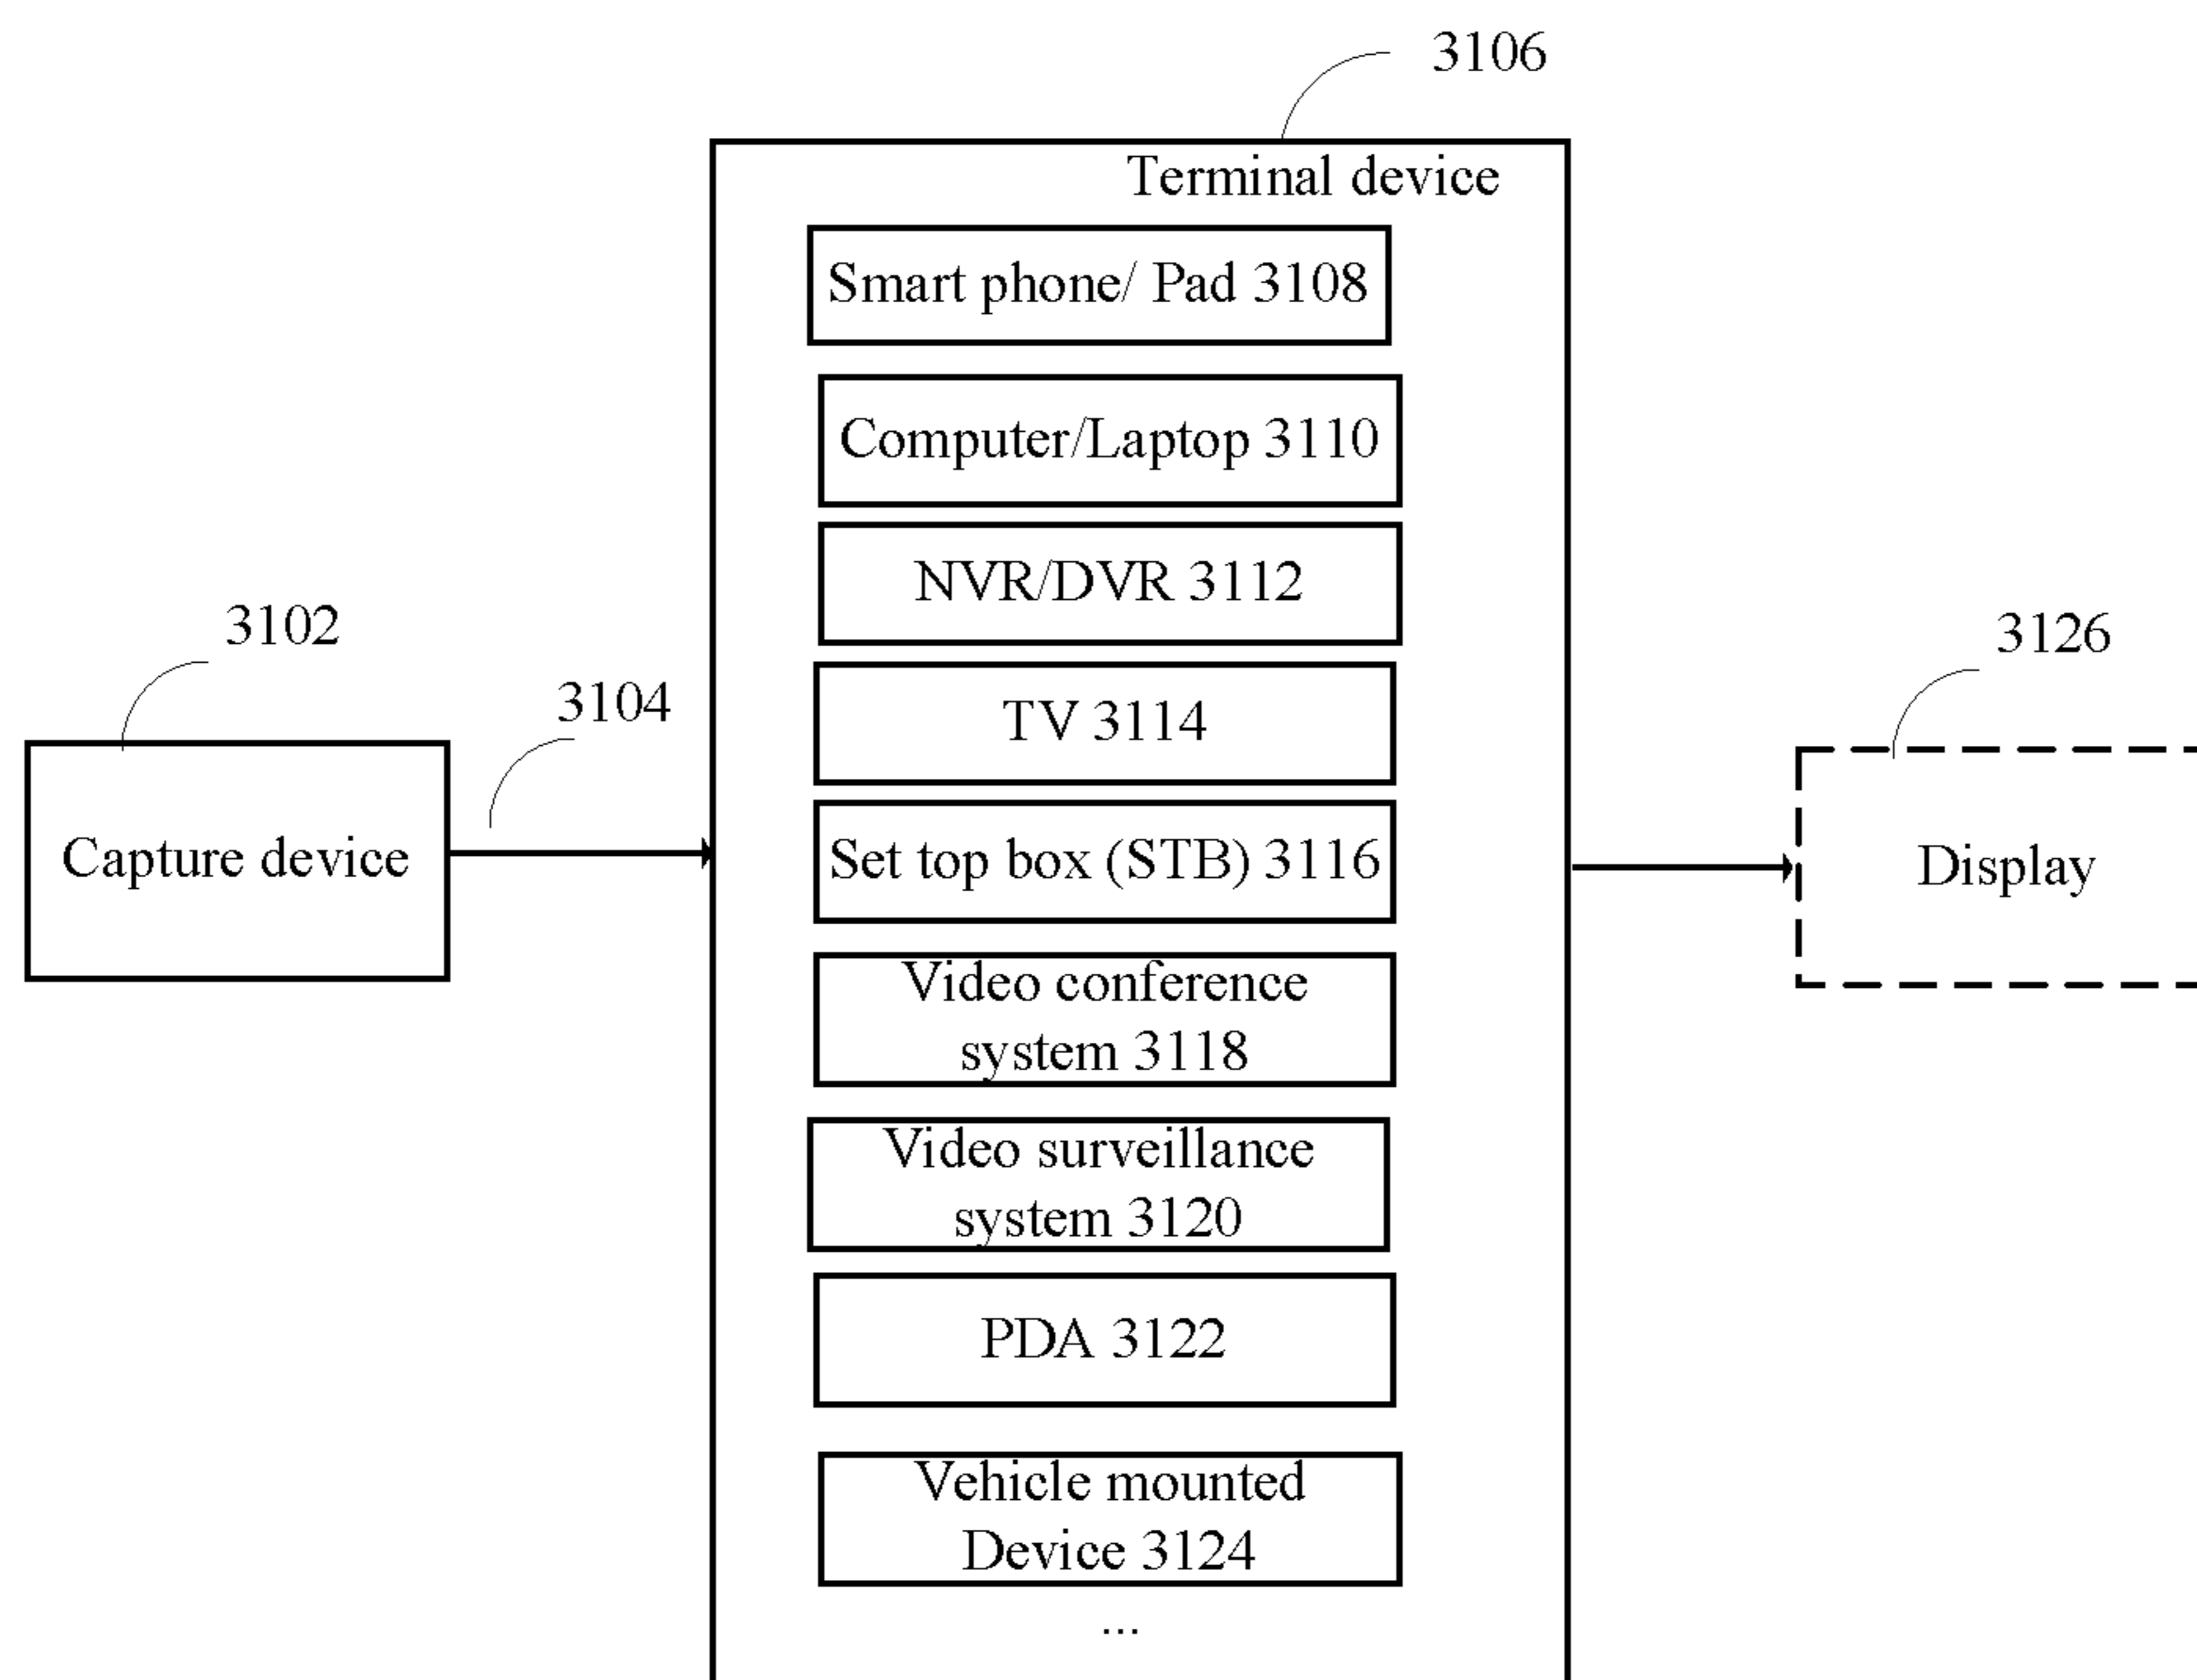 3106
Terminal device
Smart phone/ Pad 3108
Computer/Laptop 3110
NVR/DVR 3112
3102
3104
TV 3114
3126
Capture device
Set top box (STB) 3116
Display
Video conference
system 3118
Video surveillance
system 3120
PDA 3122
Vehicle mounted
Device 3124
...